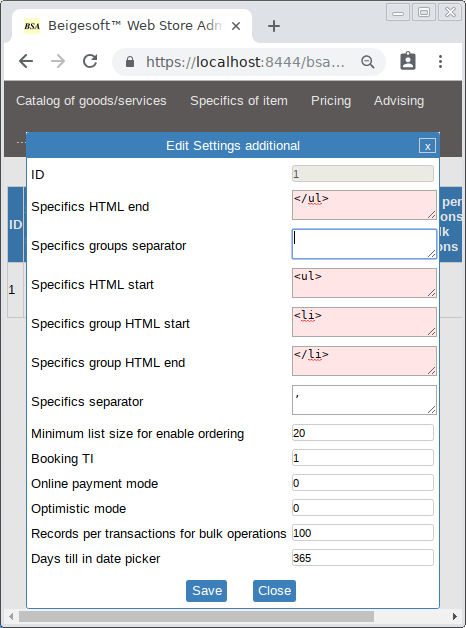 BSA Beigesoft™ Web Store Adm
https://localhost:8444/bsa...
Catalog of goods/services Specifics of item Pricing Advising
...
Edit Settings additional x
ID 1
Specifics HTML end </ul>
Specifics groups separator
Specifics HTML start <ul>
Specifics group HTML start <li>
Specifics group HTML end </li>
Specifics separator ,
Minimum list size for enable ordering 20
Booking TI 1
Online payment mode 0
Optimistic mode 0
Records per transactions for bulk operations 100
Days till in date picker 365
Save Close
ID
per
ons
lk
ons
1